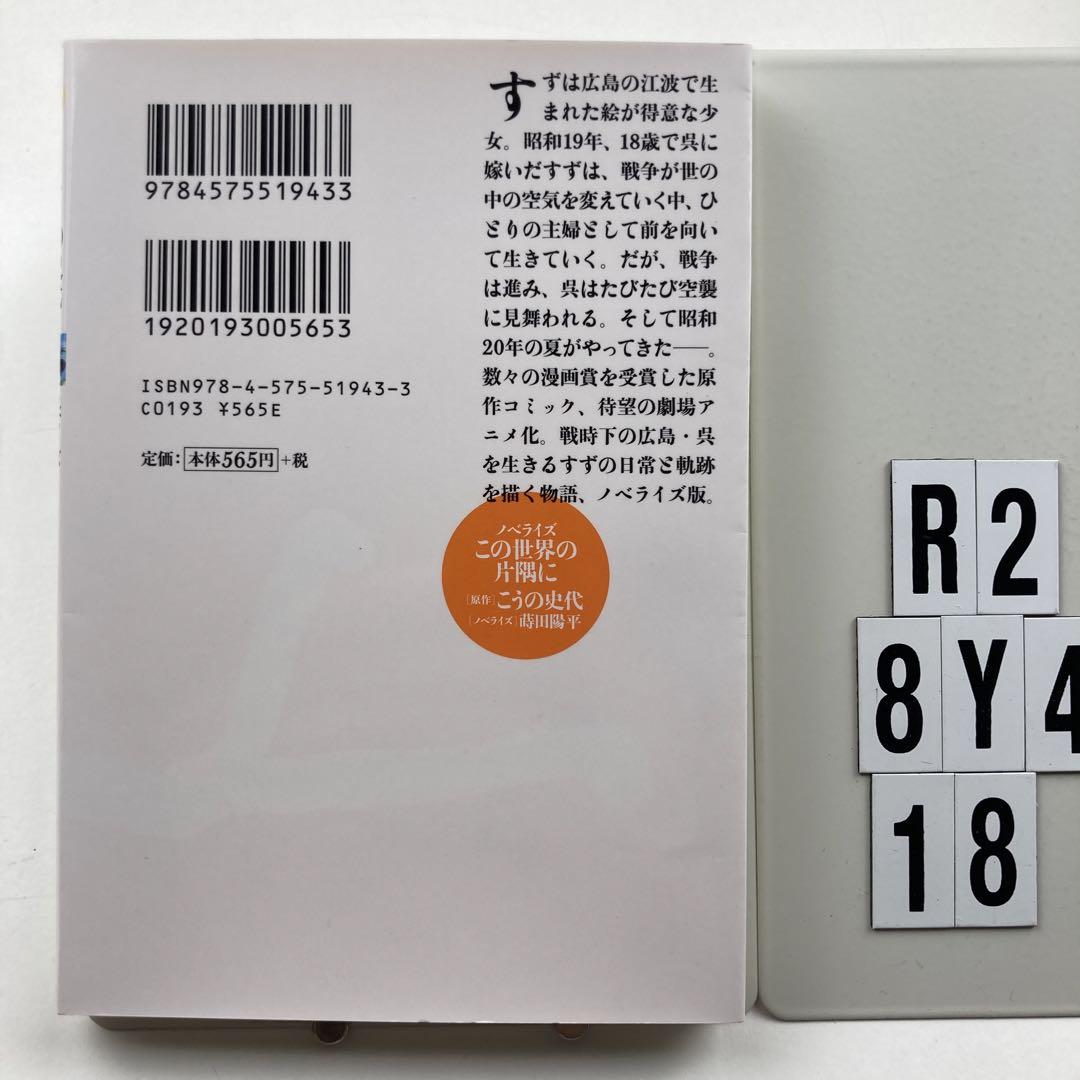 9784575519433
1920193005653
ISBN978-4-575-51943-3
C0193 ¥565E
定価：本体565円+税
すずは広島の江波で生
まれた絵が得意な少
女。昭和19年、18歳で呉に
嫁いだすずは、戦争が世の
中の空気を変えていく中、ひ
とりの主婦として前を向い
て生きていく。だが、戦争
は進み、呉はたびたび空襲
に見舞われる。そして昭和
20年の夏がやってきた――。
数々の漫画賞を受賞した原
作コミック、待望の劇場ア
ニメ化。戦時下の広島・呉
を生きるすずの日常と軌跡
を描く物語、ノベライズ版。
ノベライズ
この世界の
片隅に
［原作］こうの史代
［ノベライズ］蒔田陽平
R2
8Y4
18